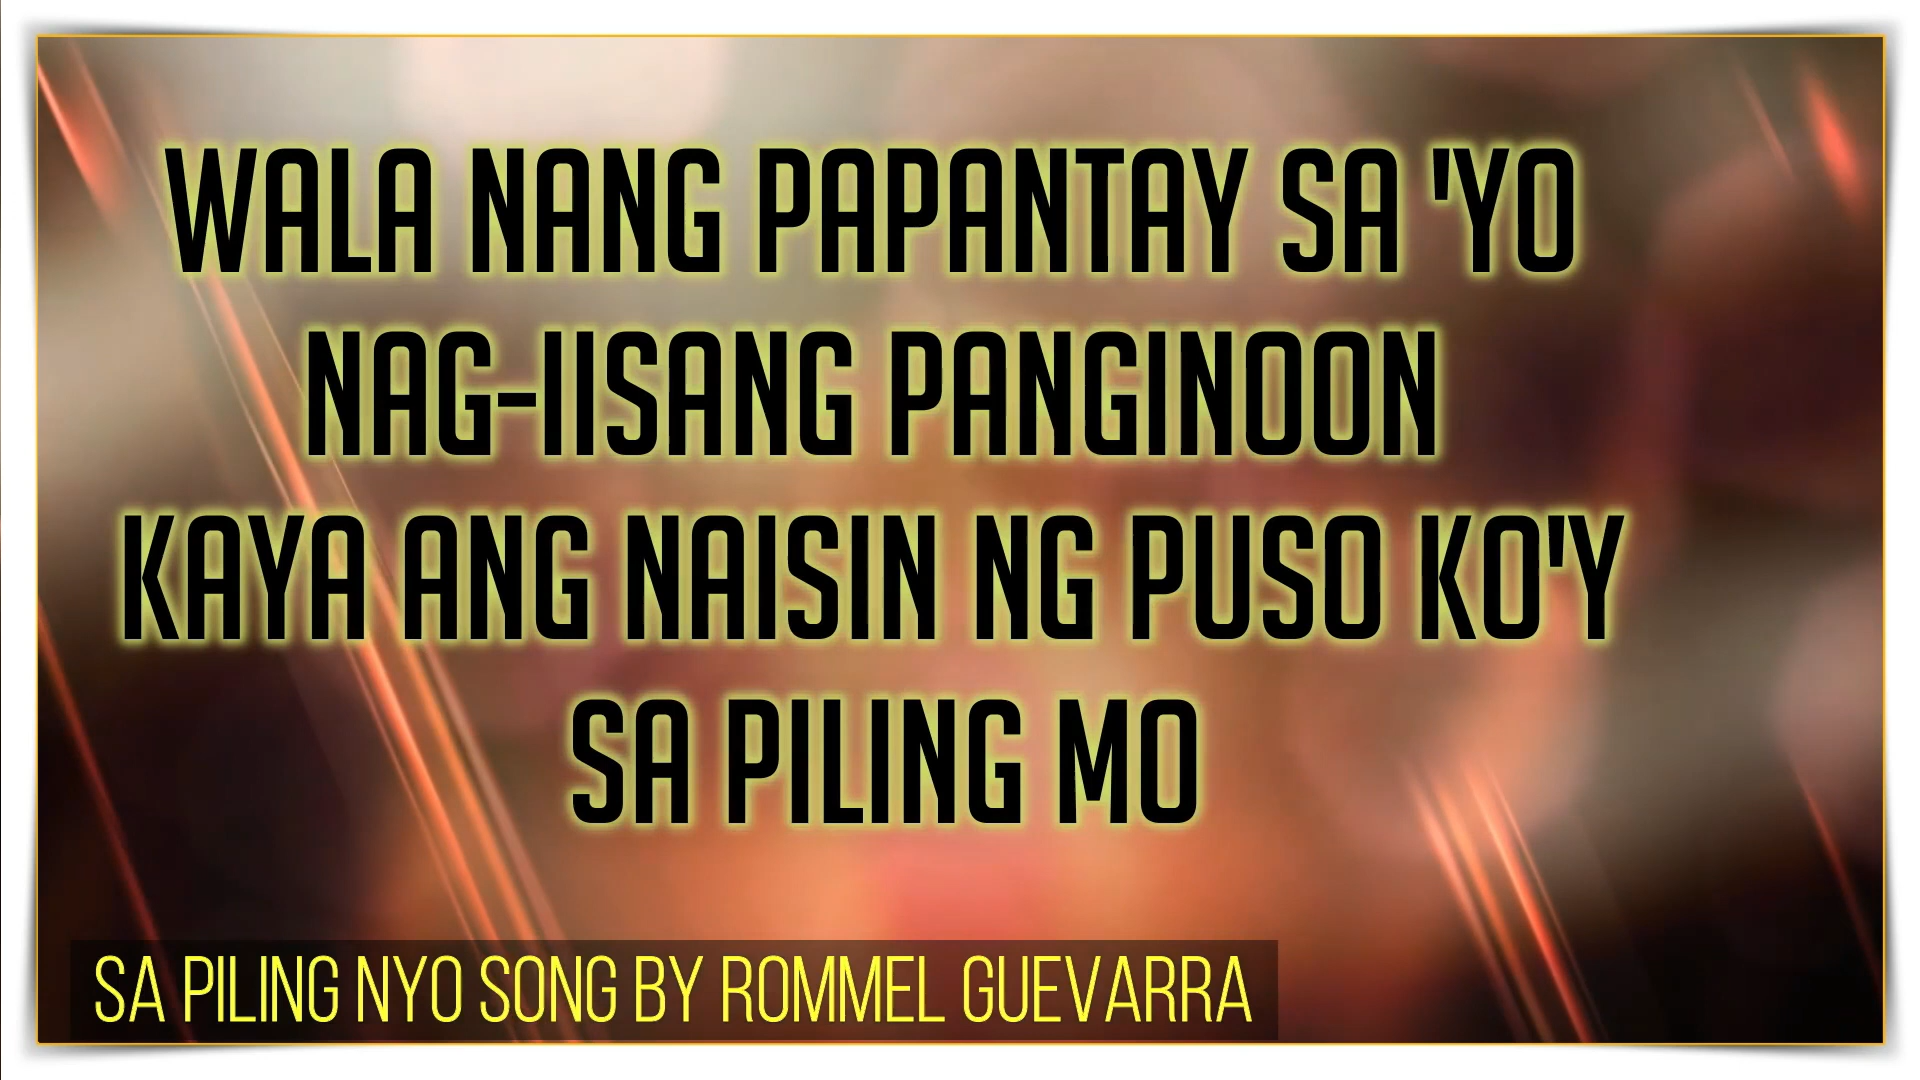 WALA NANG PAPANTAY SA 'YO
NAG-IISANG PANGINOON
KAYA ANG NAISIN NG PUSO KO'Y
SA PILING MO
SA PILING NYO SONG BY ROMMEL GUEVARRA